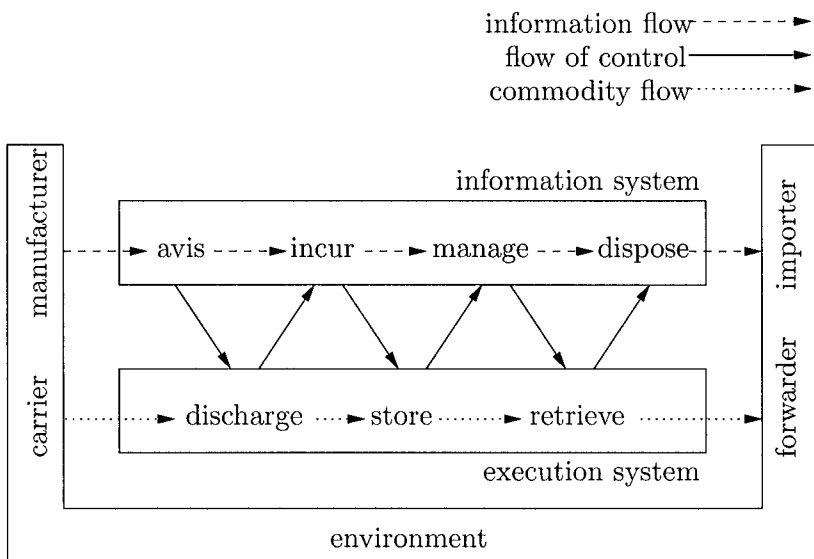 information flow
flow of control
commodity flow
manufacturer
importer
information system
avis
incur
manage
dispose
carrier
forwarder
discharge
store
retrieve
execution system
environment